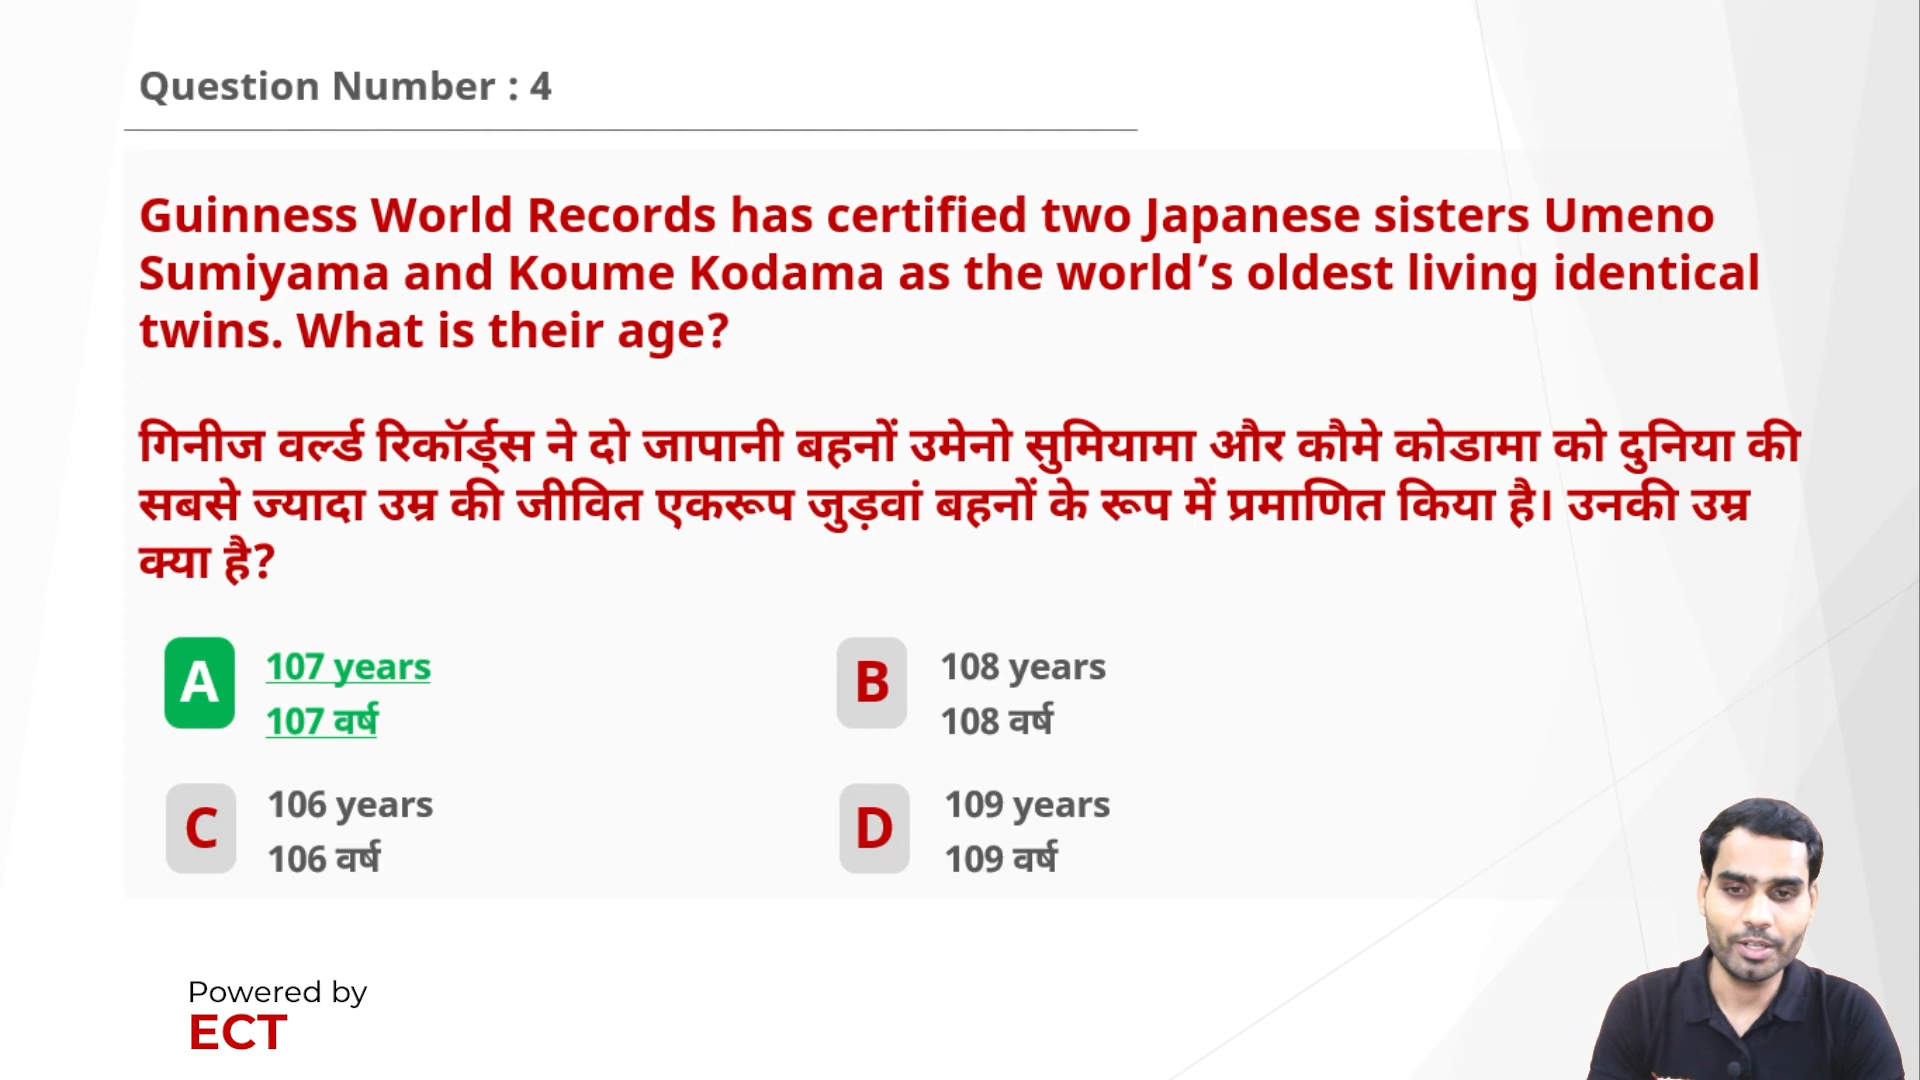 Question Number : 4
Guinness World Records has certified two Japanese sisters Umeno
Sumiyama and Koume Kodama as the world’s oldest living identical
twins. What is their age?
गिनीज वर्ल्ड रिकॉर्ड्स ने दो जापानी बहनों उमेनो सुमियामा और कौमे कोडामा को दुनिया की
सबसे ज्यादा उम्र की जीवित एकरूप जुड़वां बहनों के रूप में प्रमाणित किया है। उनकी उम्र
क्या है?
A 107 years
107 वर्ष
B 108 years
108 वर्ष
C 106 years
106 वर्ष
D 109 years
109 वर्ष
Powered by
ECT